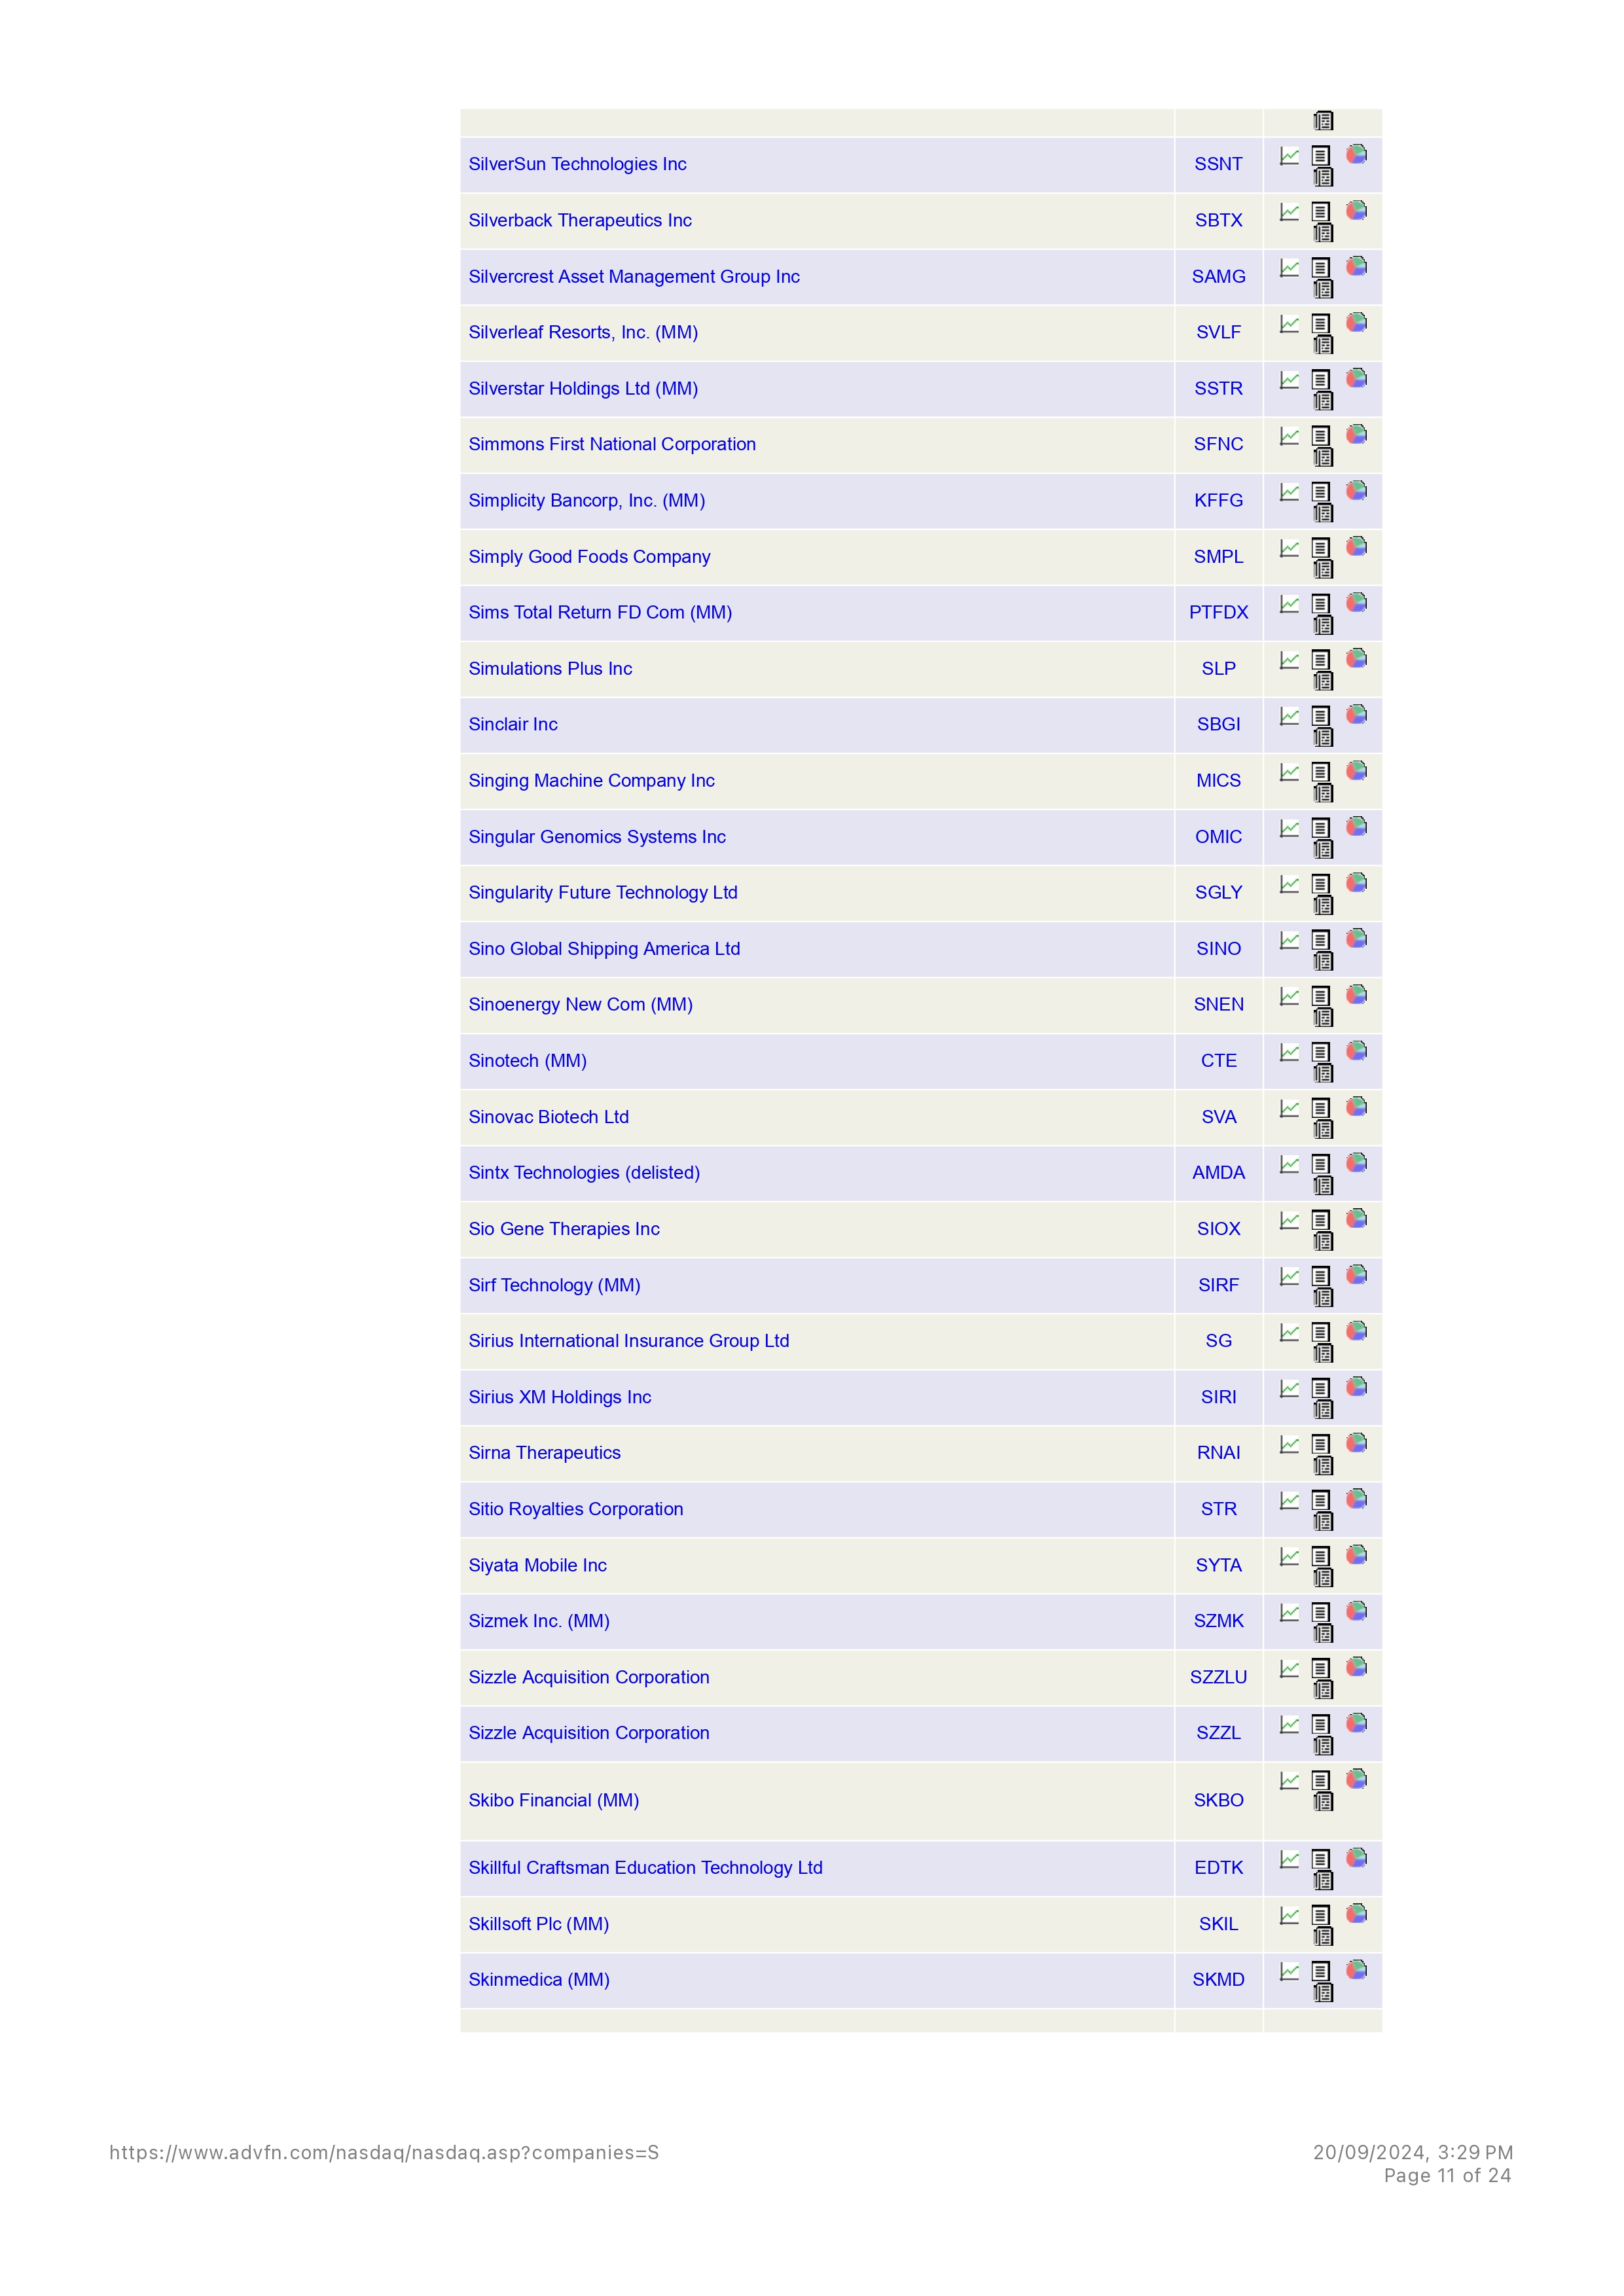 SilverSun Technologies Inc SSNT
Silverback Therapeutics Inc SBTX
Silvercrest Asset Management Group Inc SAMG
Silverleaf Resorts, Inc. (MM) SVLF
Silverstar Holdings Ltd (MM) SSTR
Simmons First National Corporation SFNC
Simplicity Bancorp, Inc. (MM) KFFG
Simply Good Foods Company SMPL
Sims Total Return FD Com (MM) PTFDX
Simulations Plus Inc SLP
Sinclair Inc SBGI
Singing Machine Company Inc MICS
Singular Genomics Systems Inc OMIC
Singularity Future Technology Ltd SGLY
Sino Global Shipping America Ltd SINO
Sinoenergy New Com (MM) SNEN
Sinotech (MM) CTE
Sinovac Biotech Ltd SVA
Sintx Technologies (delisted) AMDA
Sio Gene Therapies Inc SIOX
Sirf Technology (MM) SIRF
Sirius International Insurance Group Ltd SG
Sirius XM Holdings Inc SIRI
Sirna Therapeutics RNAI
Sitio Royalties Corporation STR
Siyata Mobile Inc SYTA
Sizmek Inc. (MM) SZMK
Sizzle Acquisition Corporation SZZLU
Sizzle Acquisition Corporation SZZL
Skibo Financial (MM) SKBO
Skillful Craftsman Education Technology Ltd EDTK
Skillsoft Plc (MM) SKIL
Skinmedica (MM) SKMD
https://www.advfn.com/nasdaq/nasdaq.asp?companies=S 20/09/2024, 3:29 PM
Page 11 of 24